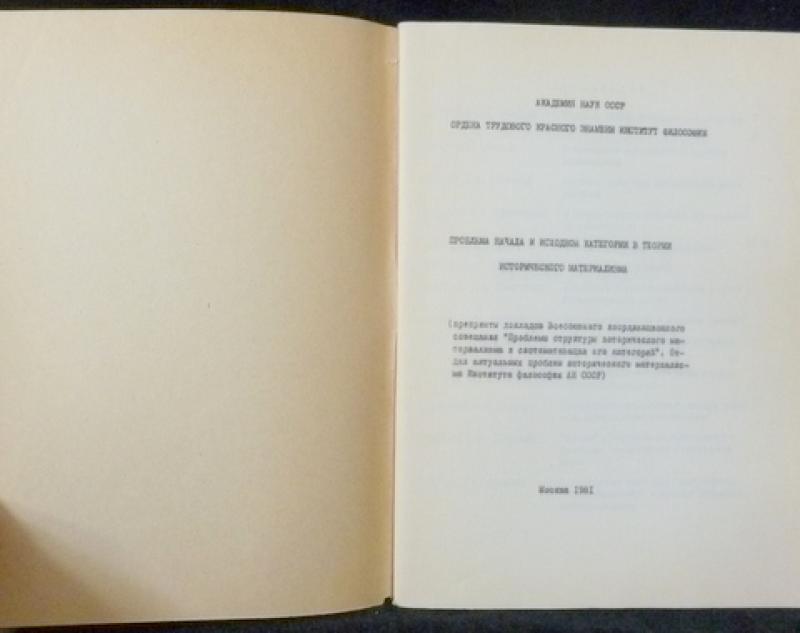 АКАДЕМИЯ НАУК СССР
ОРДЕНА ТРУДОВОГО КРАСНОГО ЗНАМЕНИ ИНСТИТУТ ФИЛОСОФИИ
ПРОБЛЕМА НАЧАЛА И ИСХОДНОЙ КАТЕГОРИИ В ТЕОРИИ
ИСТОРИЧЕСКОГО МАТЕРИАЛИЗМА
(препринты докладов Всесоюзного координационного
совещания "Проблема структуры исторического ма-
териализма и систематизация его категорий". От-
дел актуальных проблем исторического материализ-
ма Института философии АН СССР)
Москва 1981